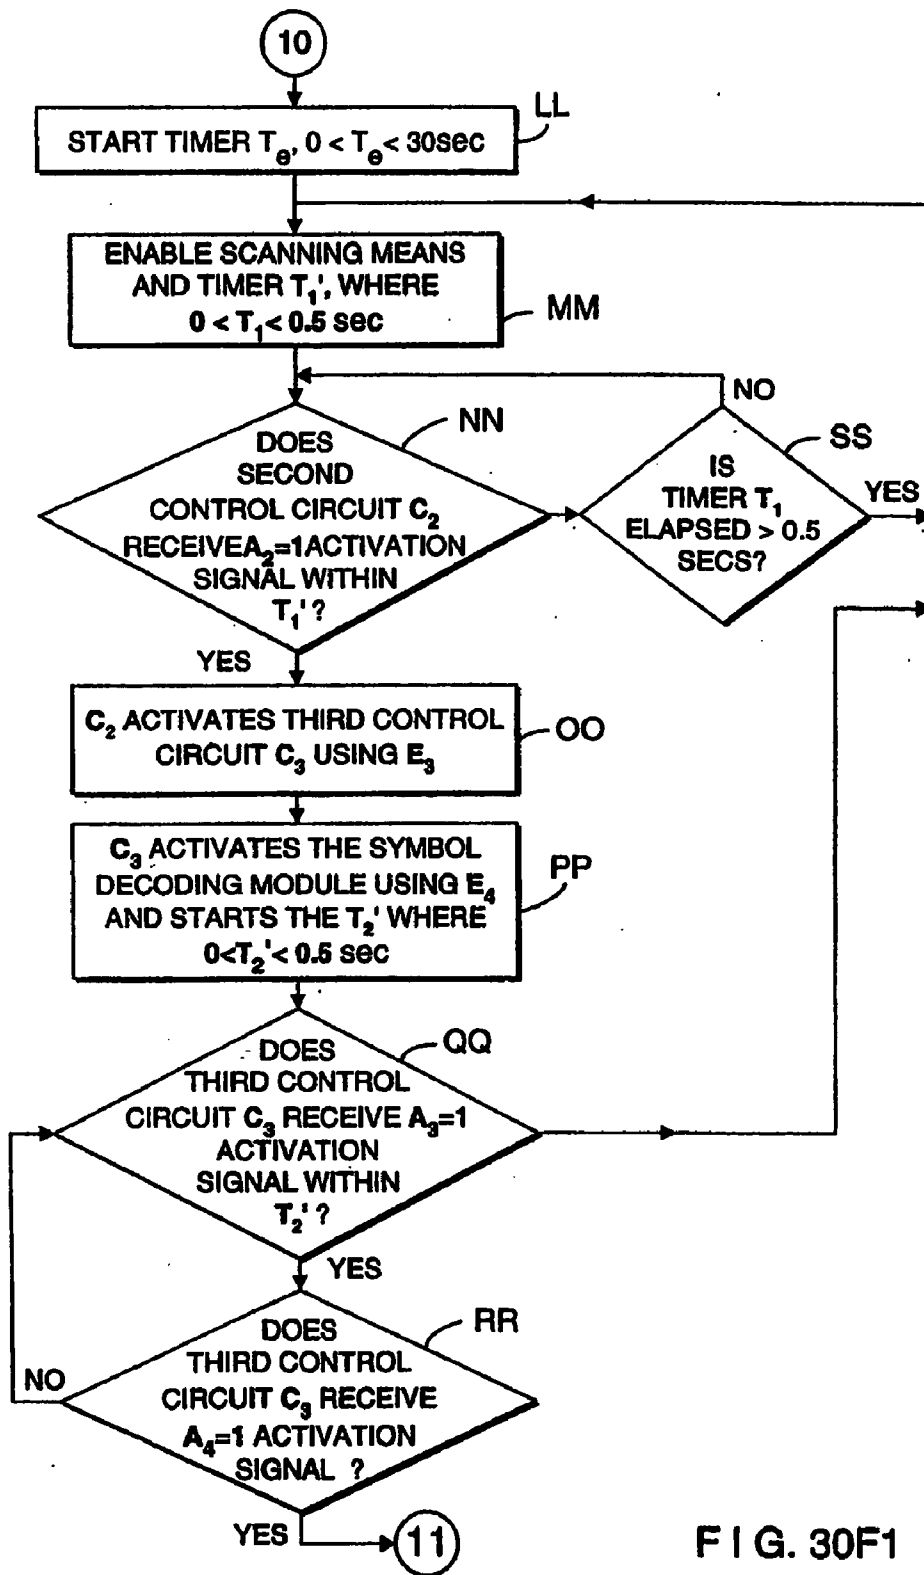 10
LL
START TIMER Te, 0 < Te < 30sec
ENABLE SCANNING MEANS
AND TIMER T1', WHERE
0 < T1 < 0.5 sec
MM
NO
NN
SS
DOES
SECOND
CONTROL CIRCUIT C2
RECEIVEA2=1ACTIVATION
SIGNAL WITHIN
T1' ?
IS
TIMER T1
ELAPSED > 0.5
SECS?
YES
YES
C2 ACTIVATES THIRD CONTROL
CIRCUIT C3 USING E3
OO
C3 ACTIVATES THE SYMBOL
DECODING MODULE USING E4
AND STARTS THE T2' WHERE
0<T2'< 0.5 sec
PP
QQ
DOES
THIRD CONTROL
CIRCUIT C3 RECEIVE A3=1
ACTIVATION
SIGNAL WITHIN
T2' ?
YES
RR
DOES
THIRD CONTROL
CIRCUIT C3 RECEIVE
A4=1 ACTIVATION
SIGNAL ?
NO
YES
11
FIG. 30F1